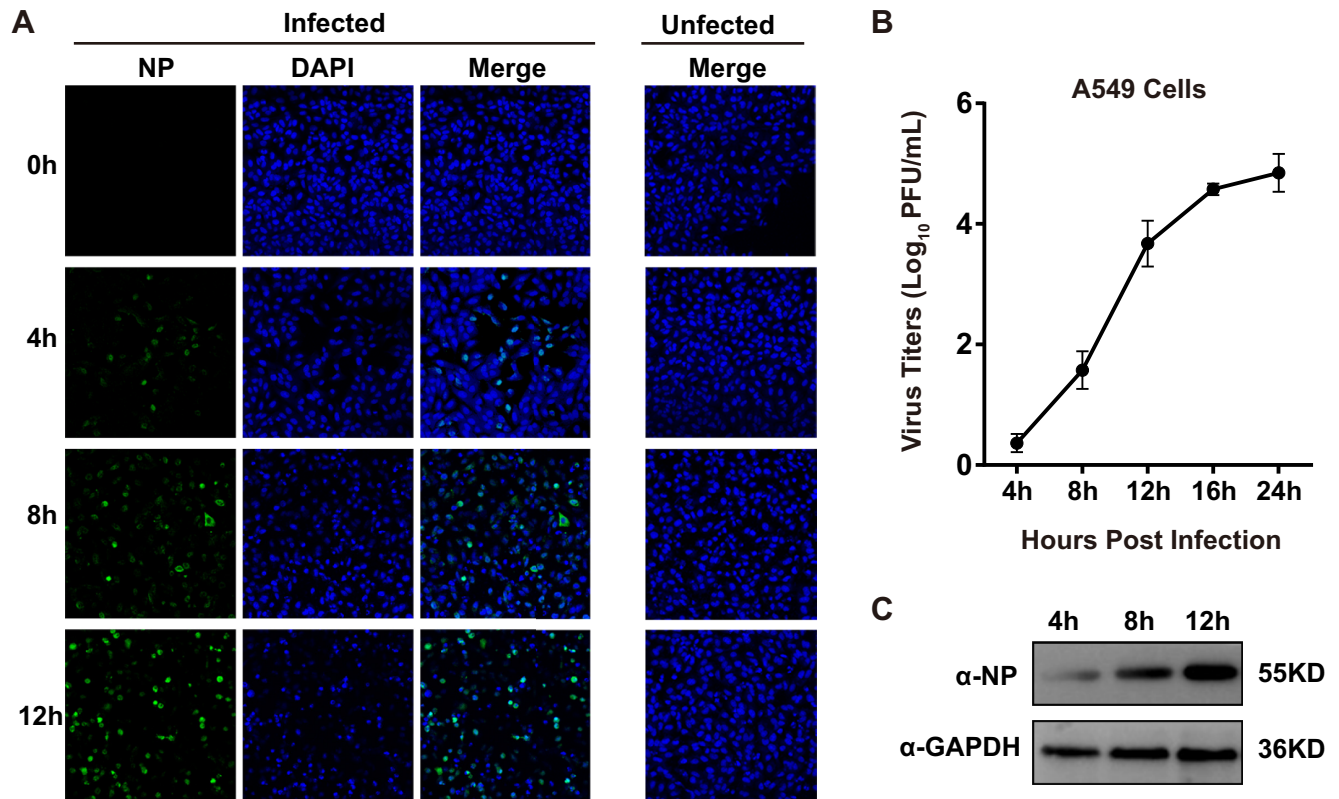 A
Infected
Unfected
NP DAPI Merge Merge
0h
4h
8h
12h
B
A549 Cells
Virus Titers (Log₁₀ PFU/mL)
6
4
2
0
4h 8h 12h 16h 24h
Hours Post Infection
C
4h 8h 12h
α-NP 55KD
α-GAPDH 36KD